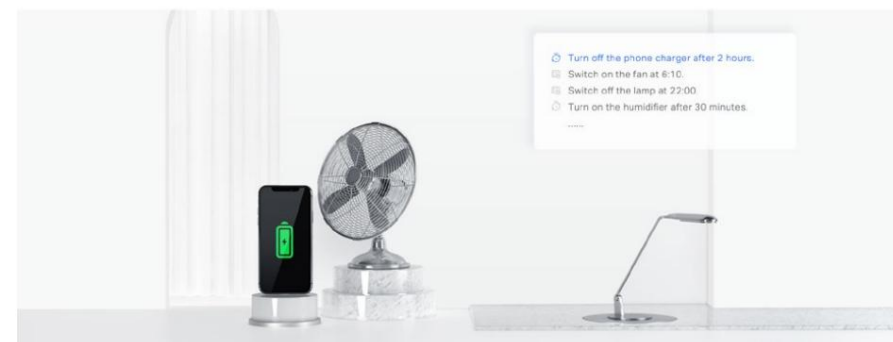 Turn off the phone charger after 2 hours.
Switch on the fan at 6:10.
Switch off the lamp at 22:00
Turn on the humidifier after 30 minutes.
......